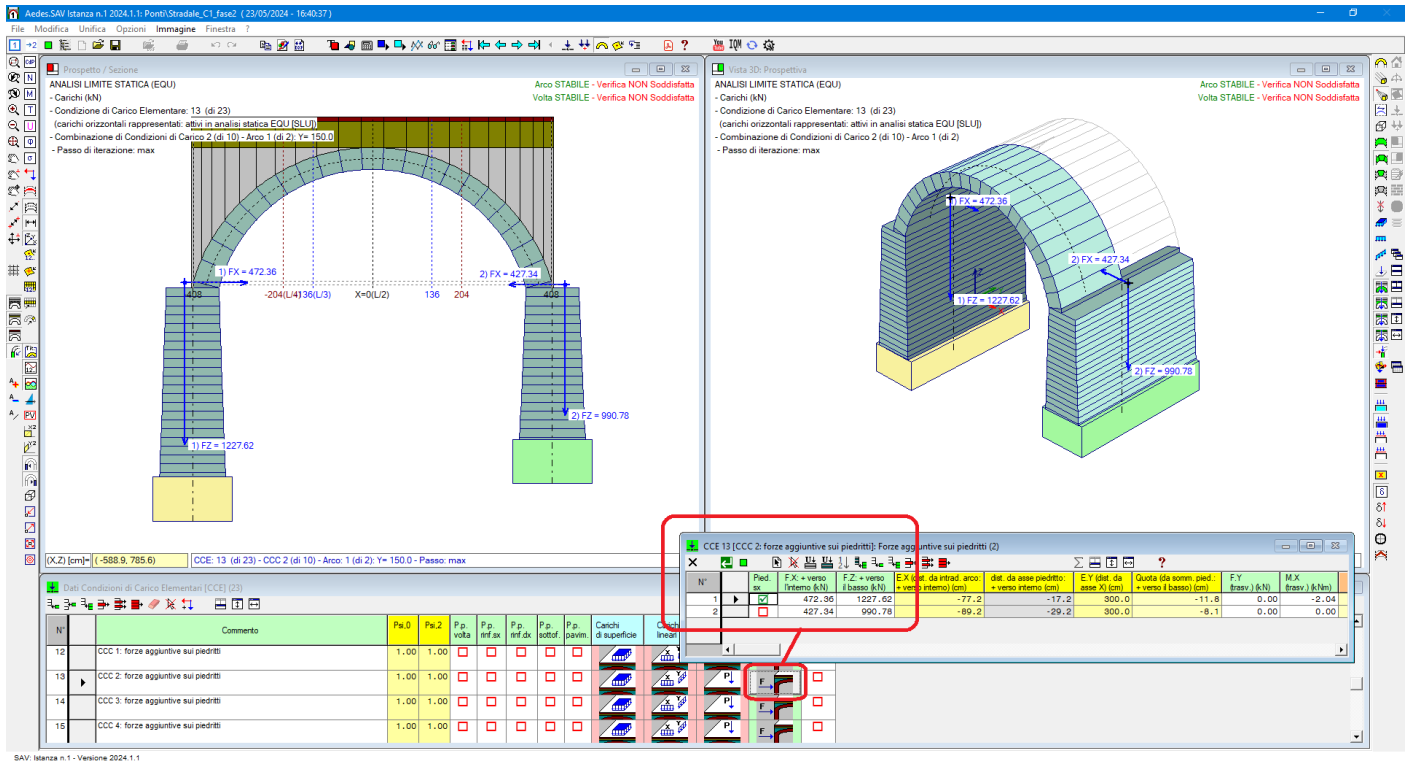 Aedes.SAV Istanza n.1 2024.1.1: Ponti\Stradale_C1_fase2 ( 23/05/2024 - 16:40:37 )
File Modifica Unifica Opzioni Immagine Finestra ?
Prospetto / Sezione
ANALISI LIMITE STATICA (EQU)
Arco STABILE - Verifica NON Soddisfatta
- Carichi (kN)
Volta STABILE - Verifica NON Soddisfatta
- Condizione di Carico Elementare: 13 (di 23)
(carichi orizzontali rappresentati: attivi in analisi statica EQU [SLU])
- Combinazione di Condizioni di Carico 2 (di 10) - Arco 1 (di 2): Y= 150.0
- Passo di iterazione: max
1) FX = 472.36
2) FX = 427.34
408
-204(L/4)
136(L/3)
X=0(L/2)
136
204
408
2) FZ = 990.78
1) FZ = 1227.62
(X,Z) [cm]= ( -588.9, 785.6)
CCE: 13 (di 23) - CCC 2 (di 10) - Arco: 1 (di 2): Y= 150.0 - Passo: max
Vista 3D: Prospettiva
ANALISI LIMITE STATICA (EQU)
Arco STABILE - Verifica NON Soddisfatta
- Carichi (kN)
Volta STABILE - Verifica NON Soddisfatta
- Condizione di Carico Elementare: 13 (di 23)
(carichi orizzontali rappresentati: attivi in analisi statica EQU [SLU])
- Combinazione di Condizioni di Carico 2 (di 10) - Arco 1 (di 2)
- Passo di iterazione: max
1) FX = 472.36
2) FX = 427.34
Z
1) FZ = 1227.62
2) FZ = 990.78
CCE 13 [CCC 2: forze aggiuntive sui piedritti]: Forze aggiuntive sui piedritti (2)
N° Pied. sx F.X: + verso l'interno (kN) F.Z: + verso il basso (kN) E.X (dist. da intrad. arco: + verso interno) (cm) dist. da asse piedritto: + verso interno (cm) E.Y (dist. da asse X) (cm) Quota (da somm. pied.: + verso il basso) (cm) F.Y (trasv.) (kN) M.X (trasv.) (kNm)
1 472.36 1227.62 -77.2 -17.2 300.0 -11.8 0.00 -2.04
2 427.34 990.78 -89.2 -29.2 300.0 -8.1 0.00 0.00
Dati Condizioni di Carico Elementari [CCE] (23)
N° Commento Psi,0 Psi,2 P.p. volta P.p. rinf.sx P.p. rinf.dx P.p. sottof. P.p. pavim. Carichi di superficie
12 CCC 1: forze aggiuntive sui piedritti 1.00 1.00
13 CCC 2: forze aggiuntive sui piedritti 1.00 1.00
14 CCC 3: forze aggiuntive sui piedritti 1.00 1.00
15 CCC 4: forze aggiuntive sui piedritti 1.00 1.00
SAV: Istanza n.1 - Versione 2024.1.1